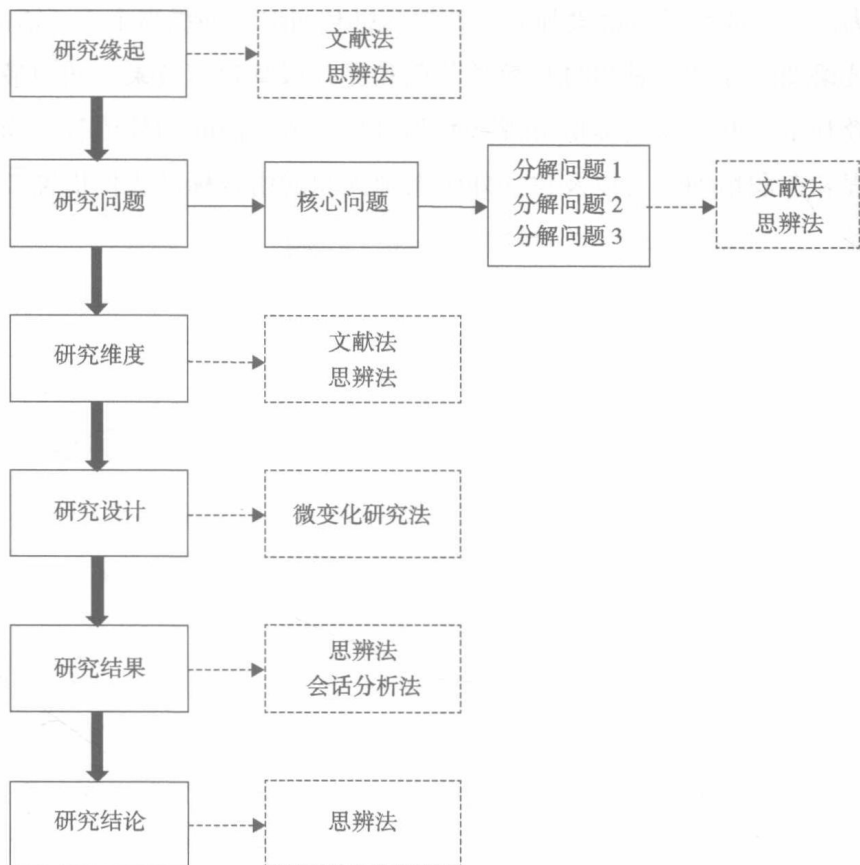 研究缘起
文献法
思辨法
研究问题
核心问题
分解问题 1
分解问题 2
分解问题 3
文献法
思辨法
研究维度
文献法
思辨法
研究设计
微变化研究法
研究结果
思辨法
会话分析法
研究结论
思辨法